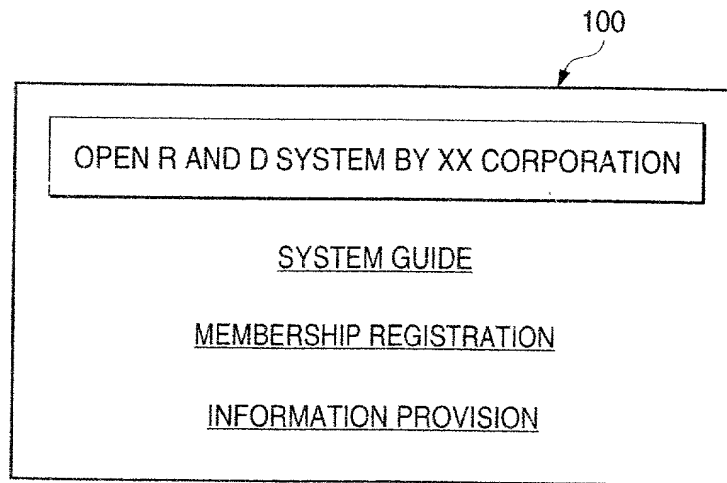 100
OPEN R AND D SYSTEM BY XX CORPORATION
SYSTEM GUIDE
MEMBERSHIP REGISTRATION
INFORMATION PROVISION